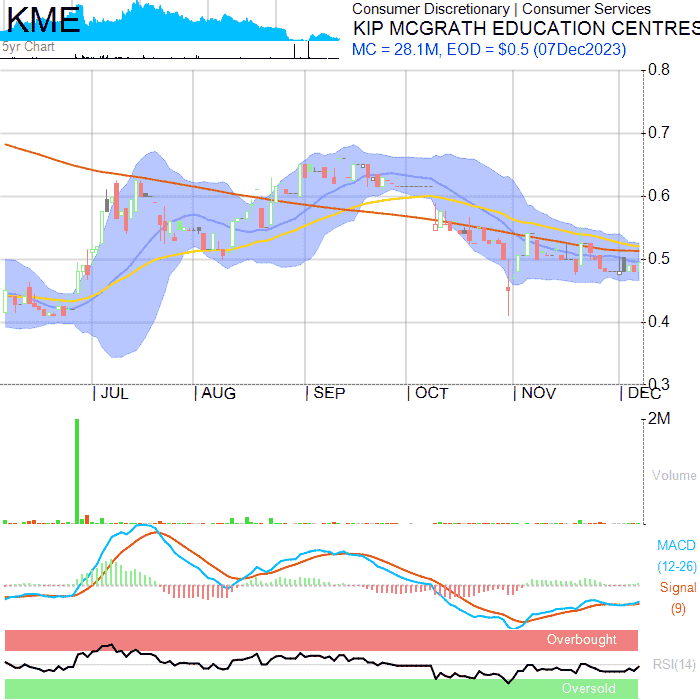 KME
5yr Chart
Consumer Discretionary | Consumer Services
KIP MCGRATH EDUCATION CENTRES
MC = 28.1M, EOD = $0.5 (07Dec2023)
0.8
0.7
0.6
0.5
0.4
0.3
JUL AUG SEP OCT NOV DEC
2M
Volume
MACD
(12-26)
Signal
(9)
Overbought
RSI(14)
Oversold